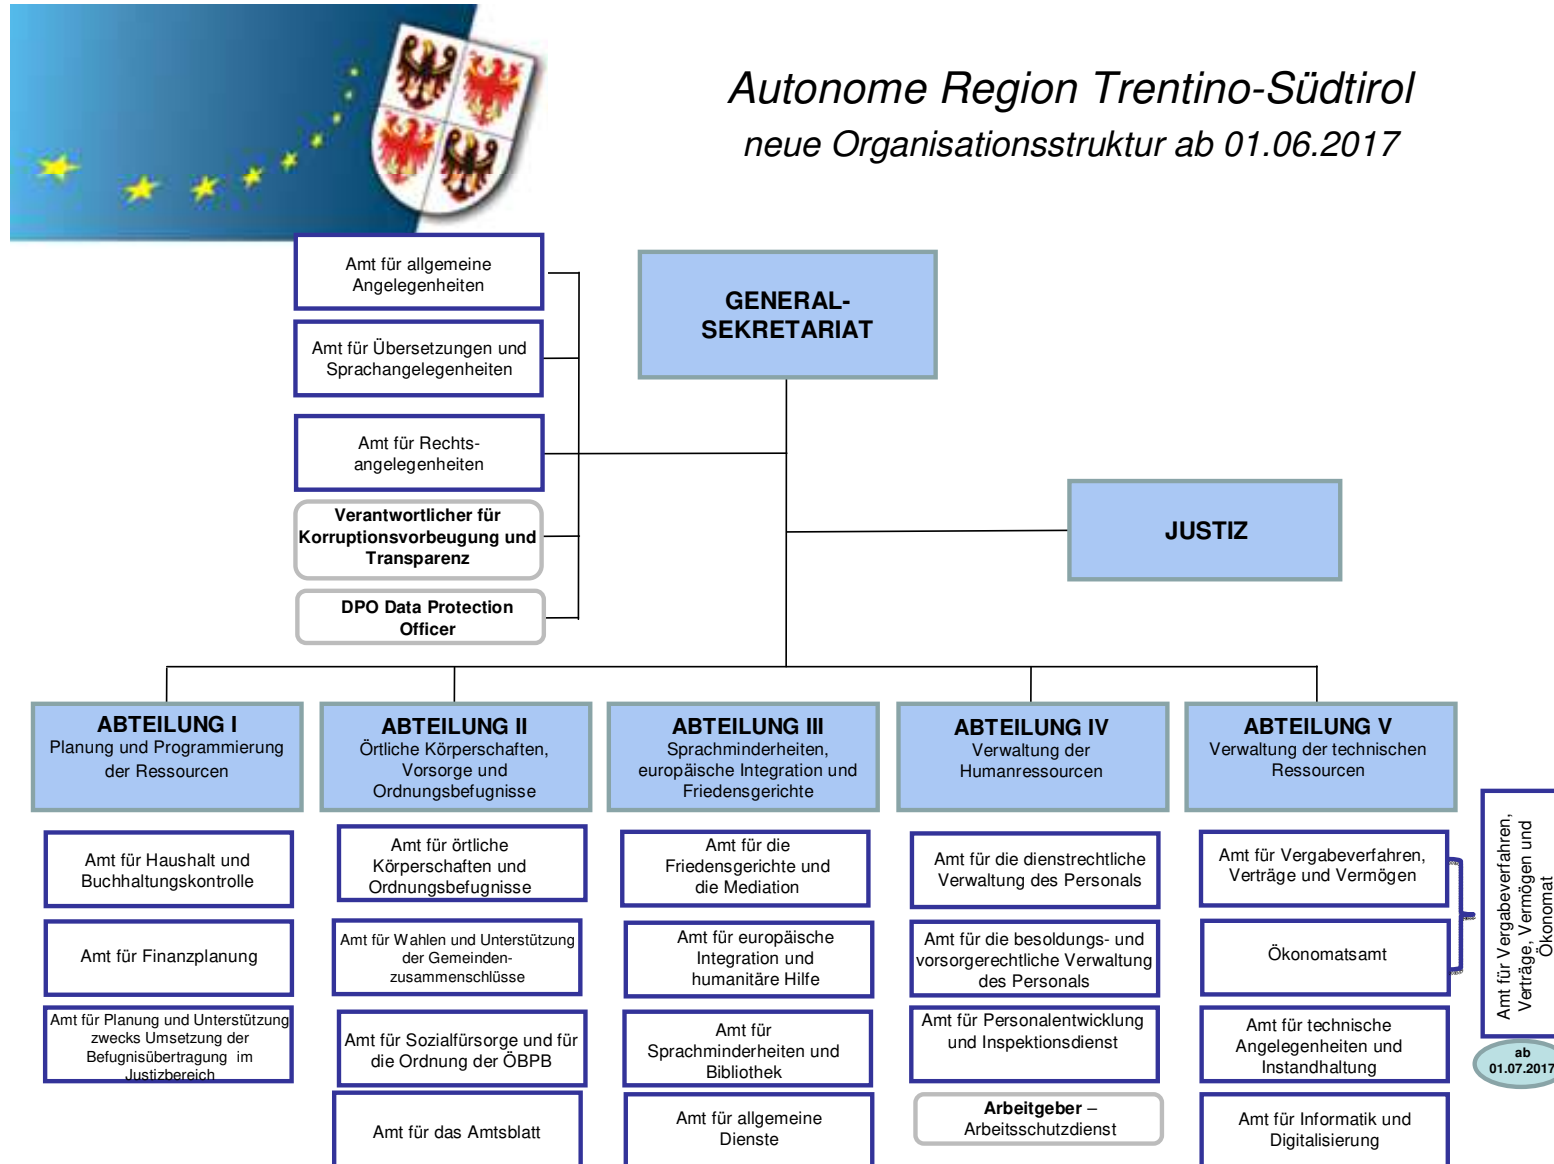 Autonome Region Trentino-Südtirol
neue Organisationsstruktur ab 01.06.2017
Amt für allgemeine
Angelegenheiten
Amt für Übersetzungen und
Sprachangelegenheiten
Amt für Rechts-
angelegenheiten
Verantwortlicher für
Korruptionsvorbeugung und
Transparenz
DPO Data Protection
Officer
GENERAL-
SEKRETARIAT
JUSTIZ
ABTEILUNG I
Planung und Programmierung
der Ressourcen
Amt für Haushalt und
Buchhaltungskontrolle
Amt für Finanzplanung
Amt für Planung und Unterstützung
zwecks Umsetzung der
Befugnisübertragung im
Justizbereich
ABTEILUNG II
Örtliche Körperschaften,
Vorsorge und
Ordnungsbefugnisse
Amt für örtliche
Körperschaften und
Ordnungsbefugnisse
Amt für Wahlen und Unterstützung
der Gemeinden-
zusammenschlüsse
Amt für Sozialfürsorge und für
die Ordnung der ÖBPB
Amt für das Amtsblatt
ABTEILUNG III
Sprachminderheiten,
europäische Integration und
Friedensgerichte
Amt für die
Friedensgerichte und
die Mediation
Amt für europäische
Integration und
humanitäre Hilfe
Amt für
Sprachminderheiten und
Bibliothek
Amt für allgemeine
Dienste
ABTEILUNG IV
Verwaltung der
Humanressourcen
Amt für die dienstrechtliche
Verwaltung des Personals
Amt für die besoldungs- und
vorsorgerechtliche Verwaltung
des Personals
Amt für Personalentwicklung
und Inspektionsdienst
Arbeitgeber –
Arbeitsschutzdienst
ABTEILUNG V
Verwaltung der technischen
Ressourcen
Amt für Vergabeverfahren,
Verträge und Vermögen
Ökonomatsamt
Amt für technische
Angelegenheiten und
Instandhaltung
Amt für Informatik und
Digitalisierung
Amt für Vergabeverfahren,
Verträge, Vermögen und
Ökonomat
ab
01.07.2017